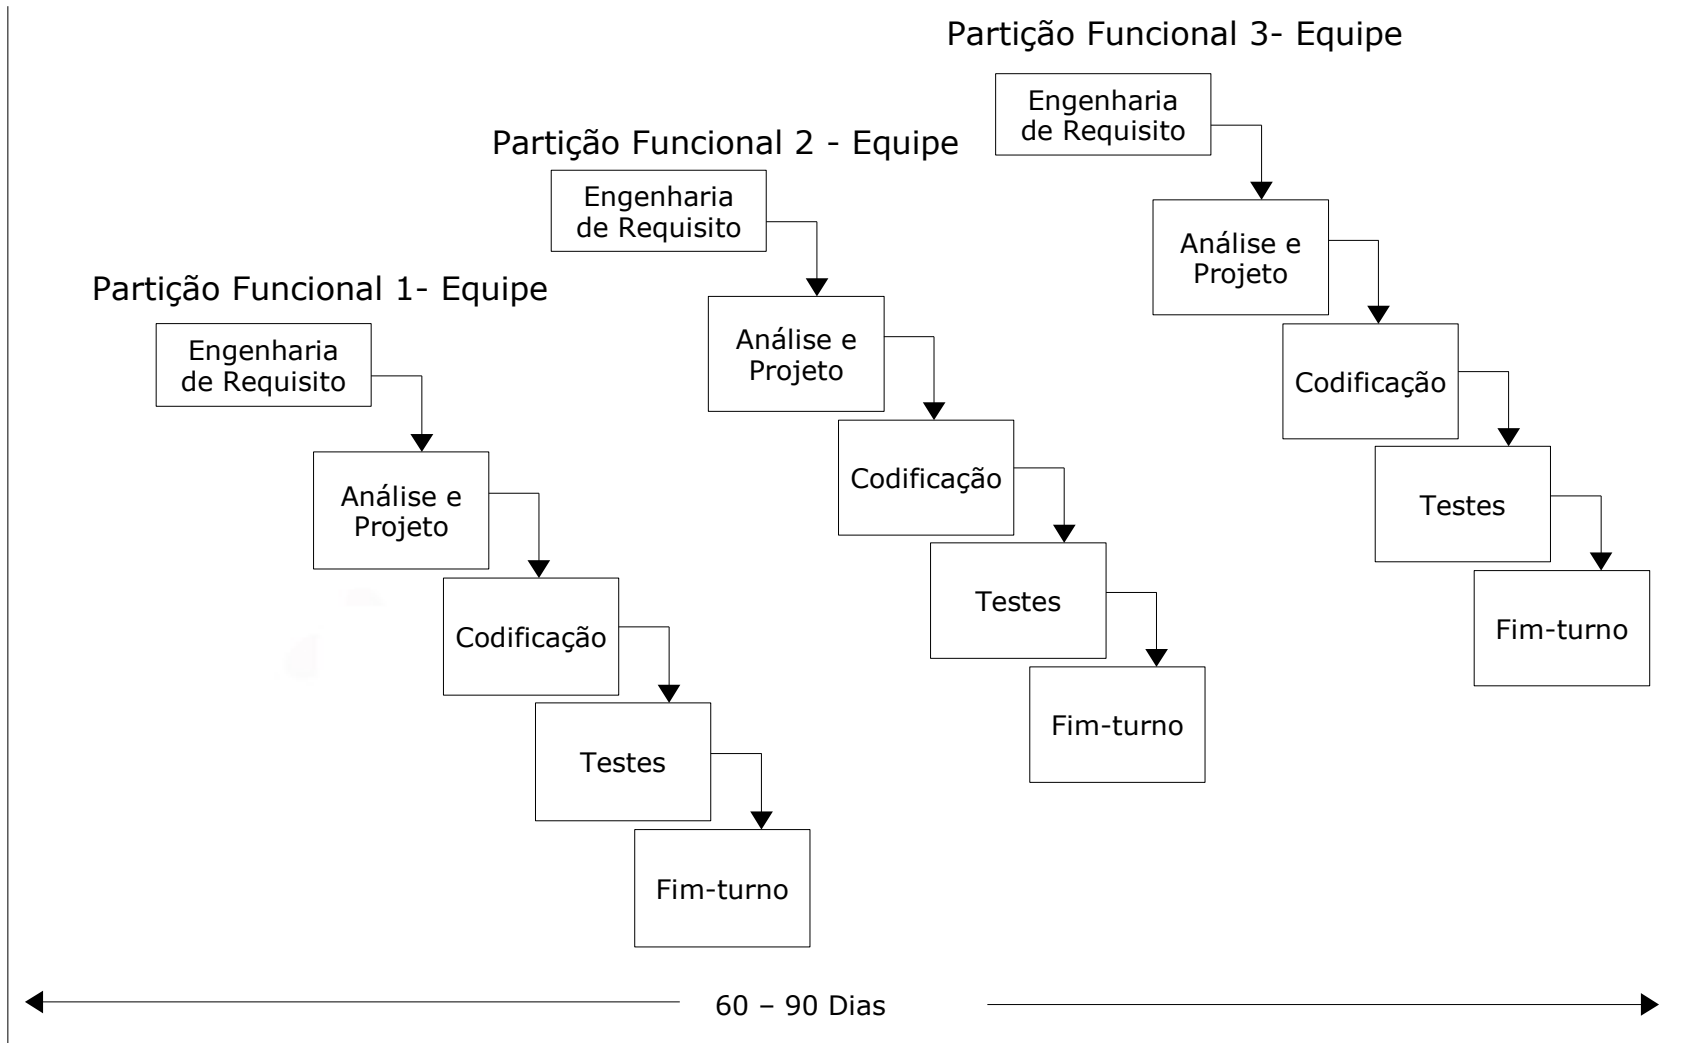 Partição Funcional 1- Equipe
Engenharia
de Requisito
Análise e
Projeto
Codificação
Testes
Fim-turno
Partição Funcional 2 - Equipe
Engenharia
de Requisito
Análise e
Projeto
Codificação
Testes
Fim-turno
Partição Funcional 3- Equipe
Engenharia
de Requisito
Análise e
Projeto
Codificação
Testes
Fim-turno
60 – 90 Dias